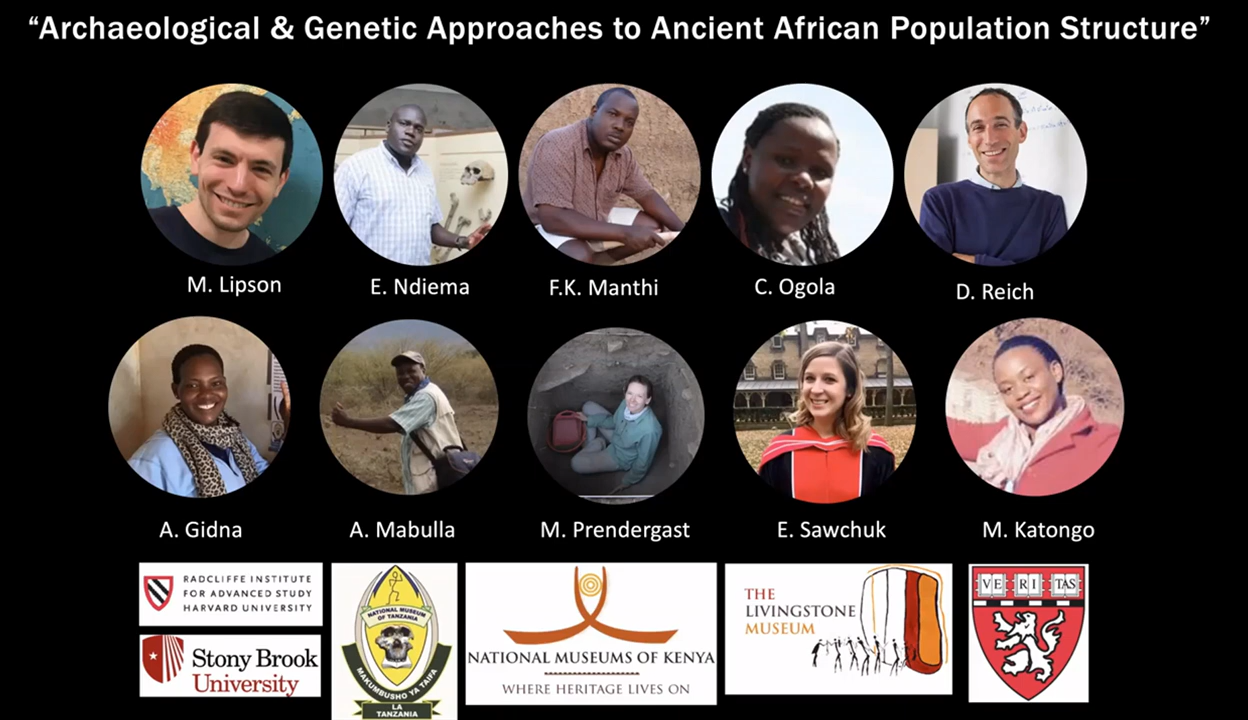 “Archaeological & Genetic Approaches to Ancient African Population Structure”
M. Lipson
E. Ndiema
F.K. Manthi
C. Ogola
D. Reich
A. Gidna
A. Mabulla
M. Prendergast
E. Sawchuk
M. Katongo
RADCLIFFE INSTITUTE
FOR ADVANCED STUDY
HARVARD UNIVERSITY
Stony Brook
University
NATIONAL MUSEUM
OF TANZANIA
MAKUMBUSHO YA TAIFA
LA
TANZANIA
NATIONAL MUSEUMS OF KENYA
WHERE HERITAGE LIVES ON
THE
LIVINGSTONE
MUSEUM
VE RI TAS